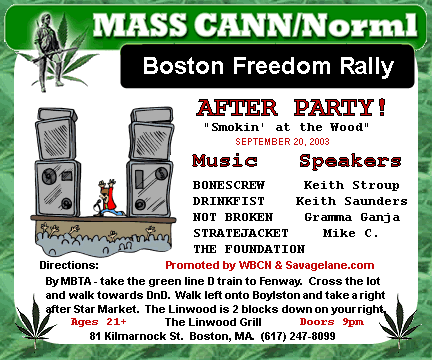 MASS CANN/Norml
Boston Freedom Rally
AFTER PARTY!
"Smokin' at the Wood"
SEPTEMBER 20, 2003
Music Speakers
BONESCREW Keith Stroup
DRINKFIST Keith Saunders
NOT BROKEN Gramma Ganja
STRATEJACKET Mike C.
THE FOUNDATION
Directions: Promoted by WBCN & Savagelane.com
By MBTA - take the green line D train to Fenway. Cross the lot
and walk towards DnD. Walk left onto Boylston and take a right
after Star Market. The Linwood is 2 blocks down on your right.
Ages 21+ The Linwood Grill Doors 9pm
81 Kilmarnock St. Boston, MA. (617) 247-8099